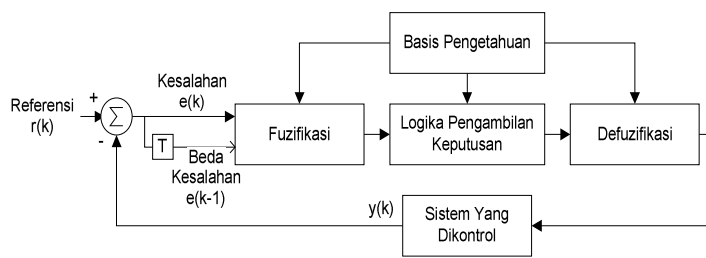 Basis Pengetahuan
Kesalahan
e(k)
Referensi
r(k)
+
Σ
-
T
Beda
Kesalahan
e(k-1)
Fuzifikasi
Logika Pengambilan
Keputusan
Defuzifikasi
y(k)
Sistem Yang
Dikontrol